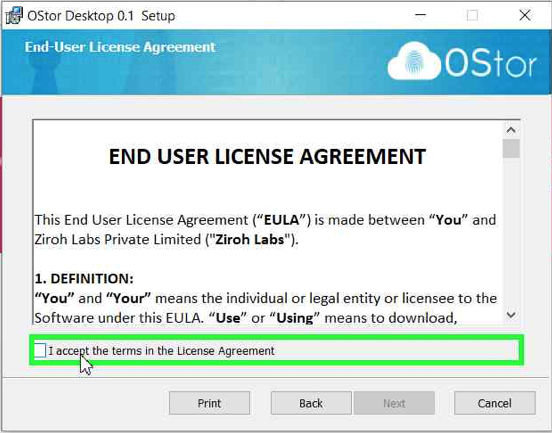 OStor Desktop 0.1 Setup
End-User License Agreement
OStor
END USER LICENSE AGREEMENT
This End User License Agreement (“EULA”) is made between “You” and
Ziroh Labs Private Limited ("Ziroh Labs").
1. DEFINITION:
“You” and “Your” means the individual or legal entity or licensee to the
Software under this EULA. “Use” or “Using” means to download,
I accept the terms in the License Agreement
Print Back Next Cancel